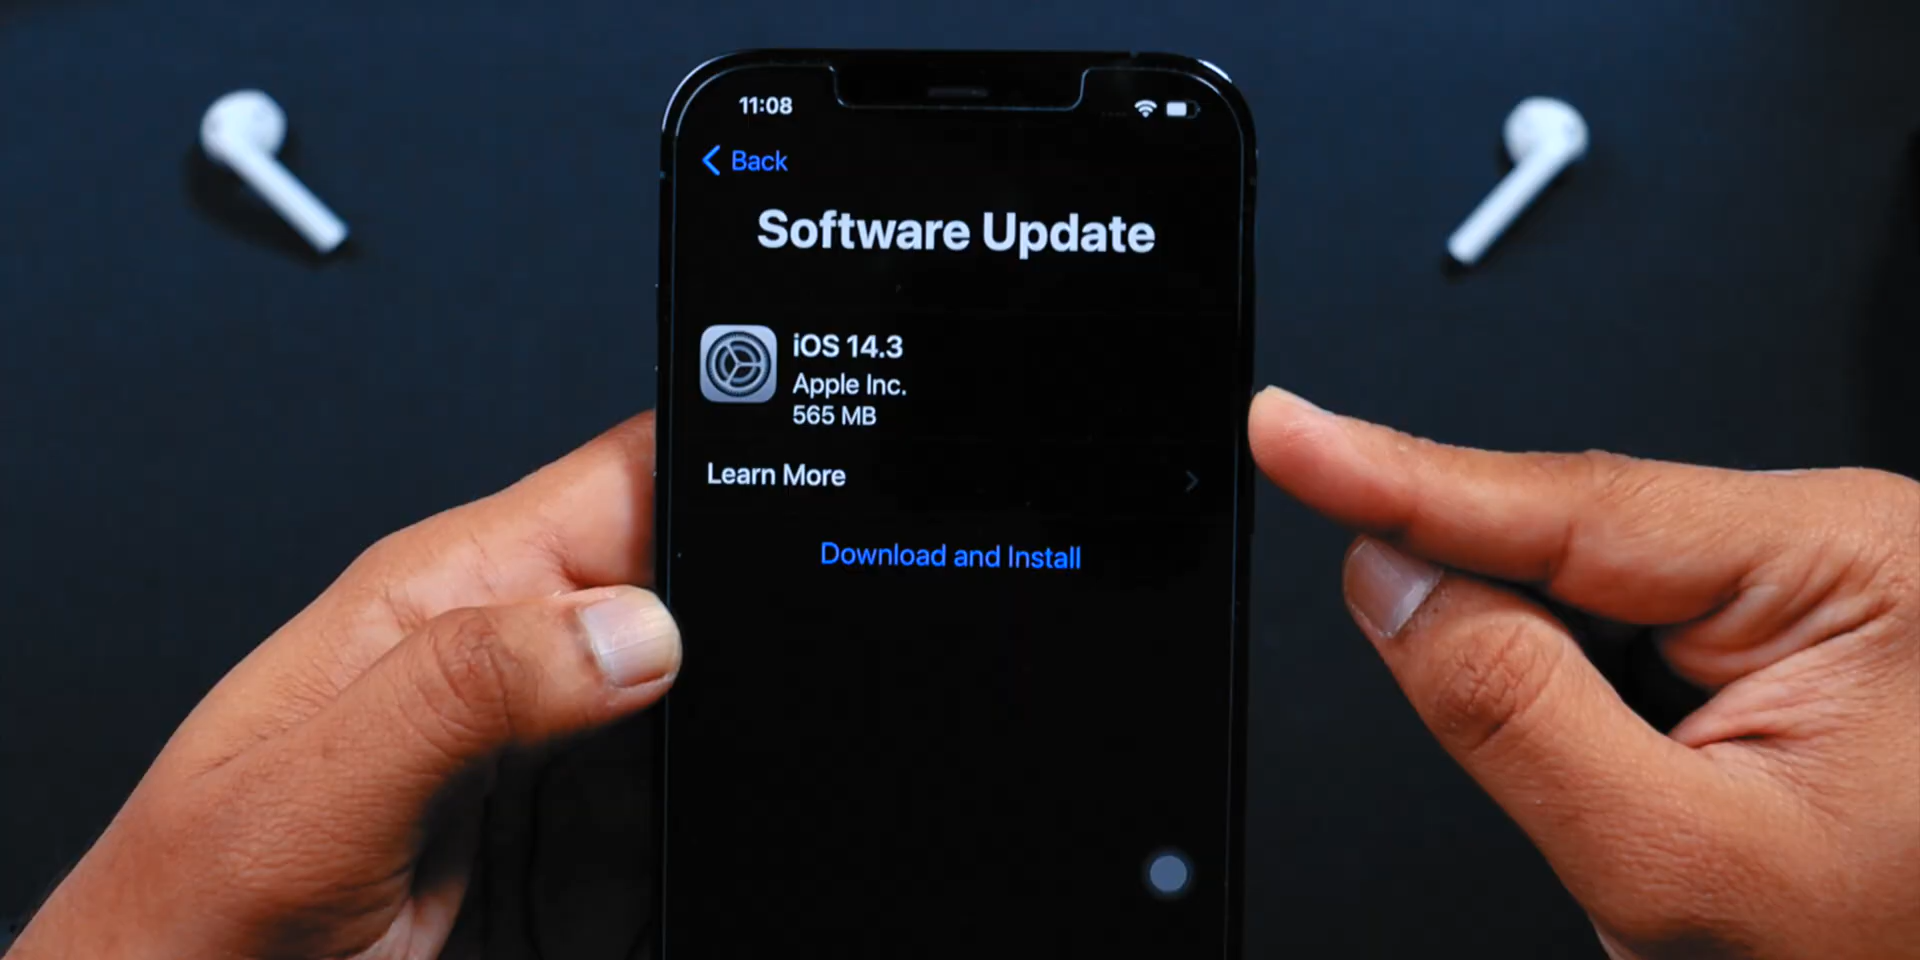 11:08
Back
Software Update
iOS 14.3
Apple Inc.
565 MB
Learn More
Download and Install